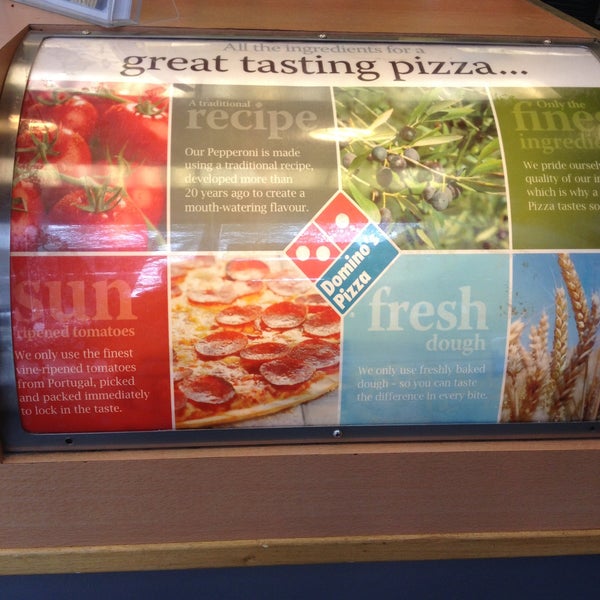 All the ingredients for a
great tasting pizza...
A traditional
recipe
Our Pepperoni is made
using a traditional recipe,
developed more than
20 years ago to create a
mouth-watering flavour.
Only the
fines
ingredie
We pride ourselv
quality of our in
which is why a
Pizza tastes so
Domino's
Pizza
sun
ripened tomatoes
We only use the finest
vine-ripened tomatoes
from Portugal, picked
and packed immediately
to lock in the taste.
fresh
dough
We only use freshly baked
dough - so you can taste
the difference in every bite.